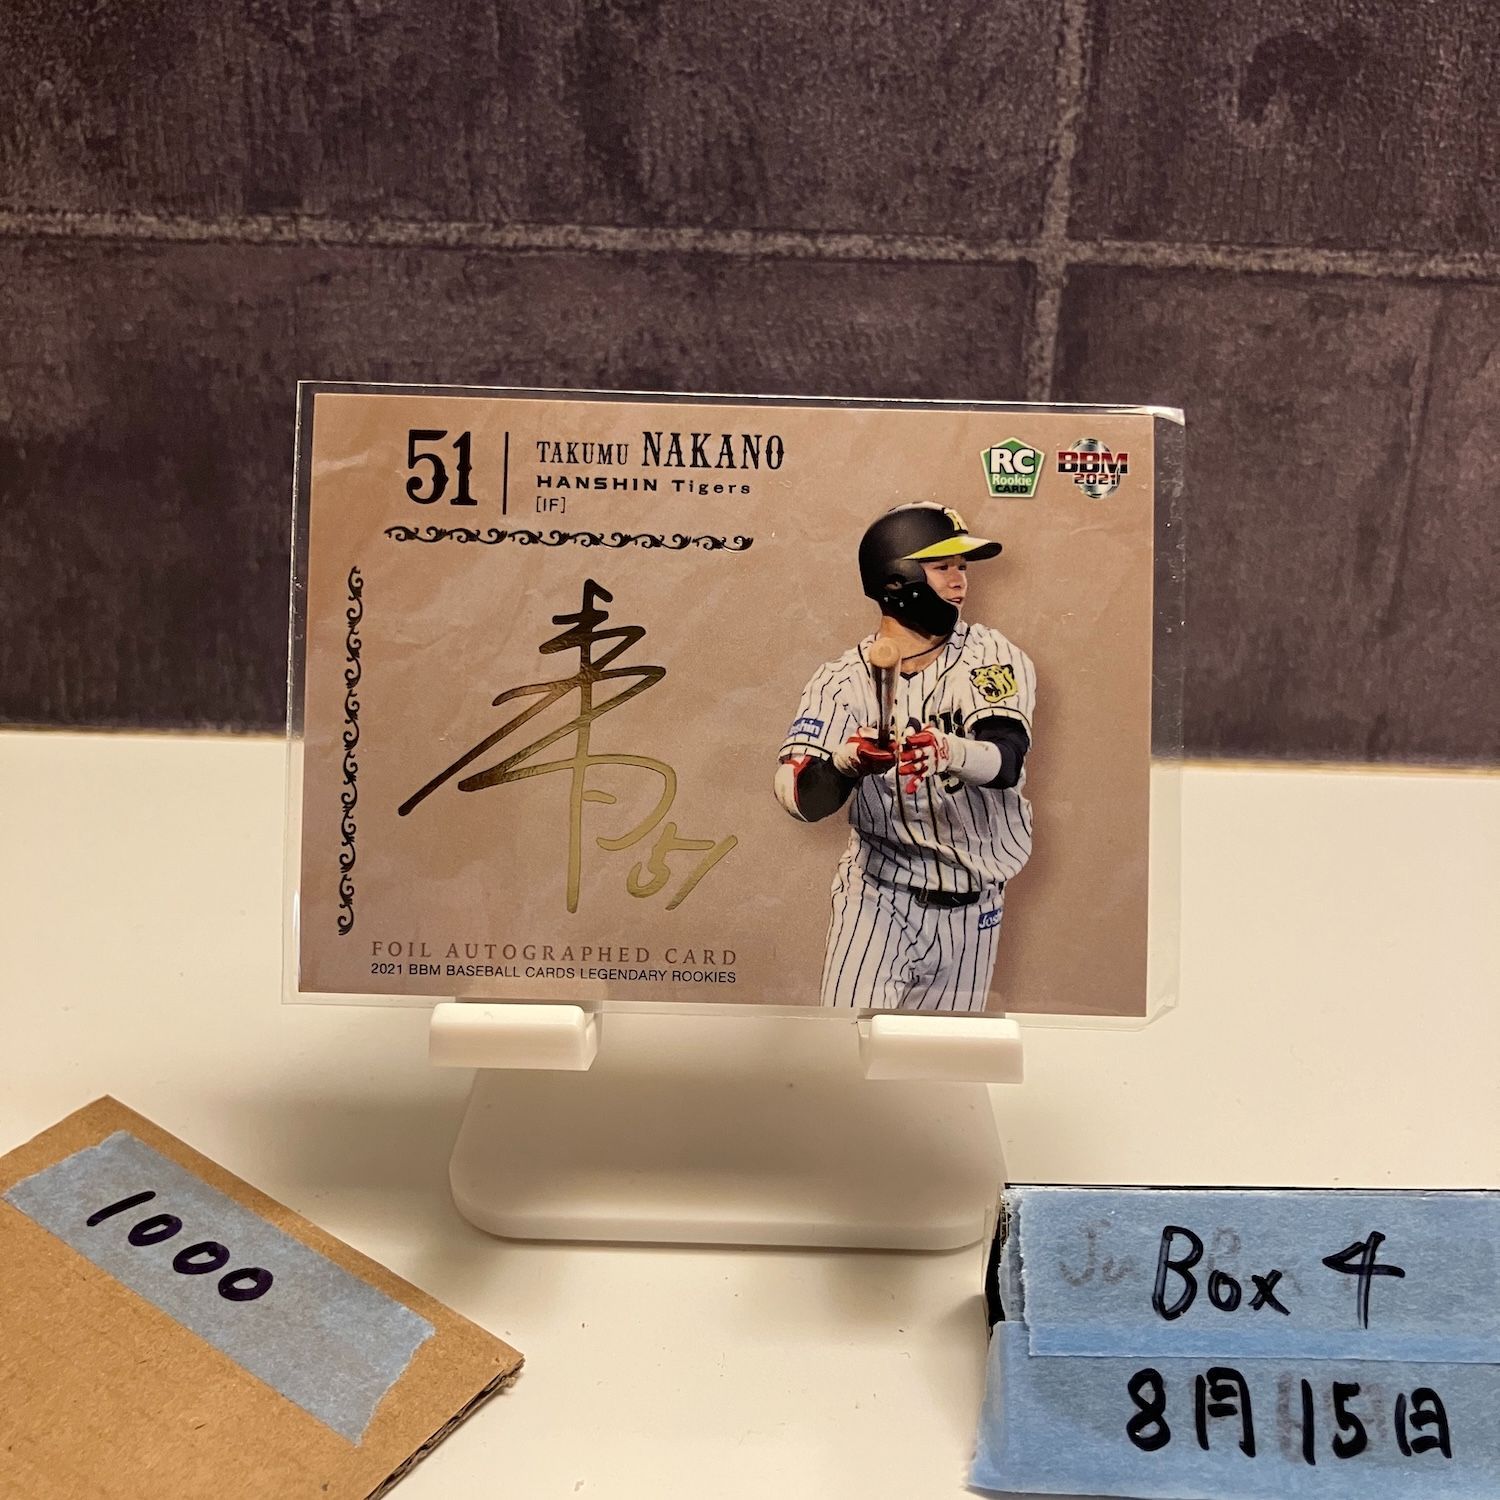 51
TAKUMU NAKANO
HANSHIN Tigers
[IF]
RC
Rookie
CARD
BBM
2021
51
FOIL AUTOGRAPHED CARD
2021 BBM BASEBALL CARDS LEGENDARY ROOKIES
1000
Box 4
8月15日